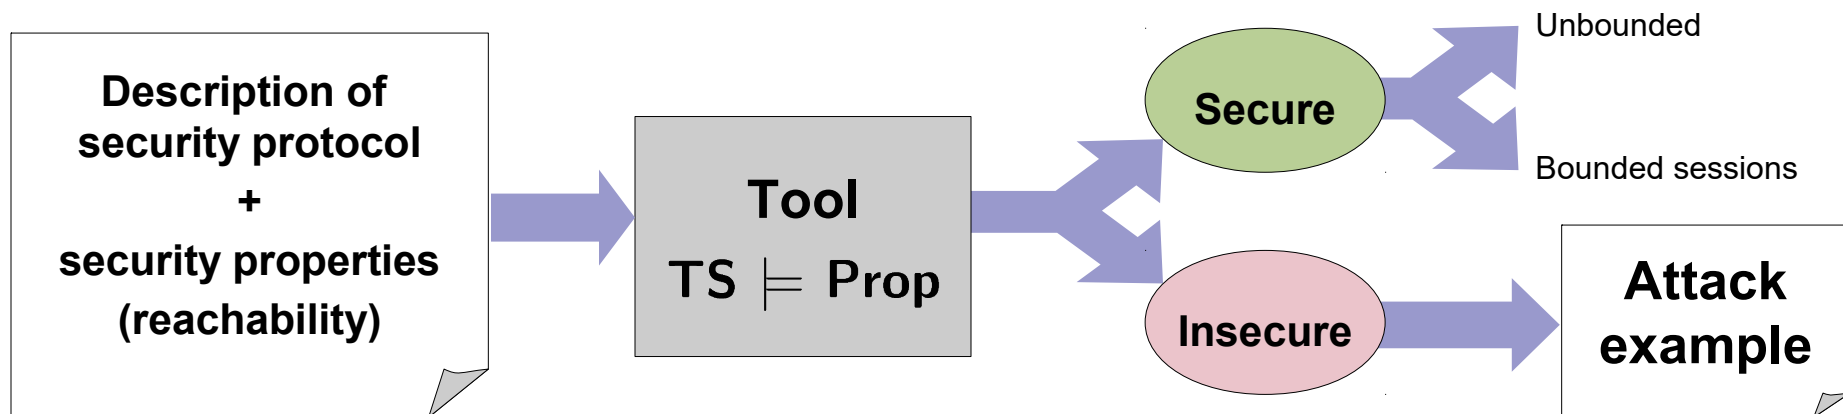 Description of
security protocol
+
security properties
(reachability)
Tool
TS ⊨ Prop
Secure
Insecure
Unbounded
Bounded sessions
Attack
example